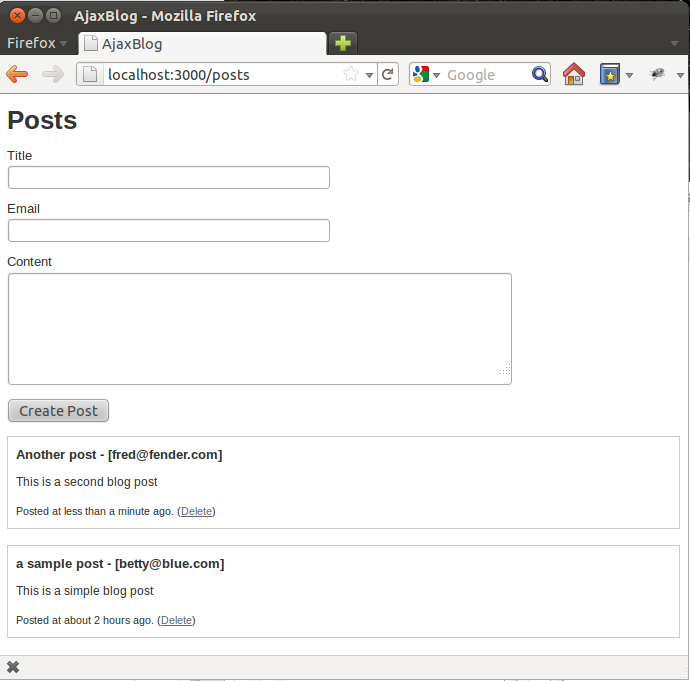 AjaxBlog - Mozilla Firefox
Firefox
AjaxBlog
localhost:3000/posts
Google
Posts
Title
Email
Content
Create Post
Another post - [fred@fender.com]
This is a second blog post
Posted at less than a minute ago. (Delete)
a sample post - [betty@blue.com]
This is a simple blog post
Posted at about 2 hours ago. (Delete)